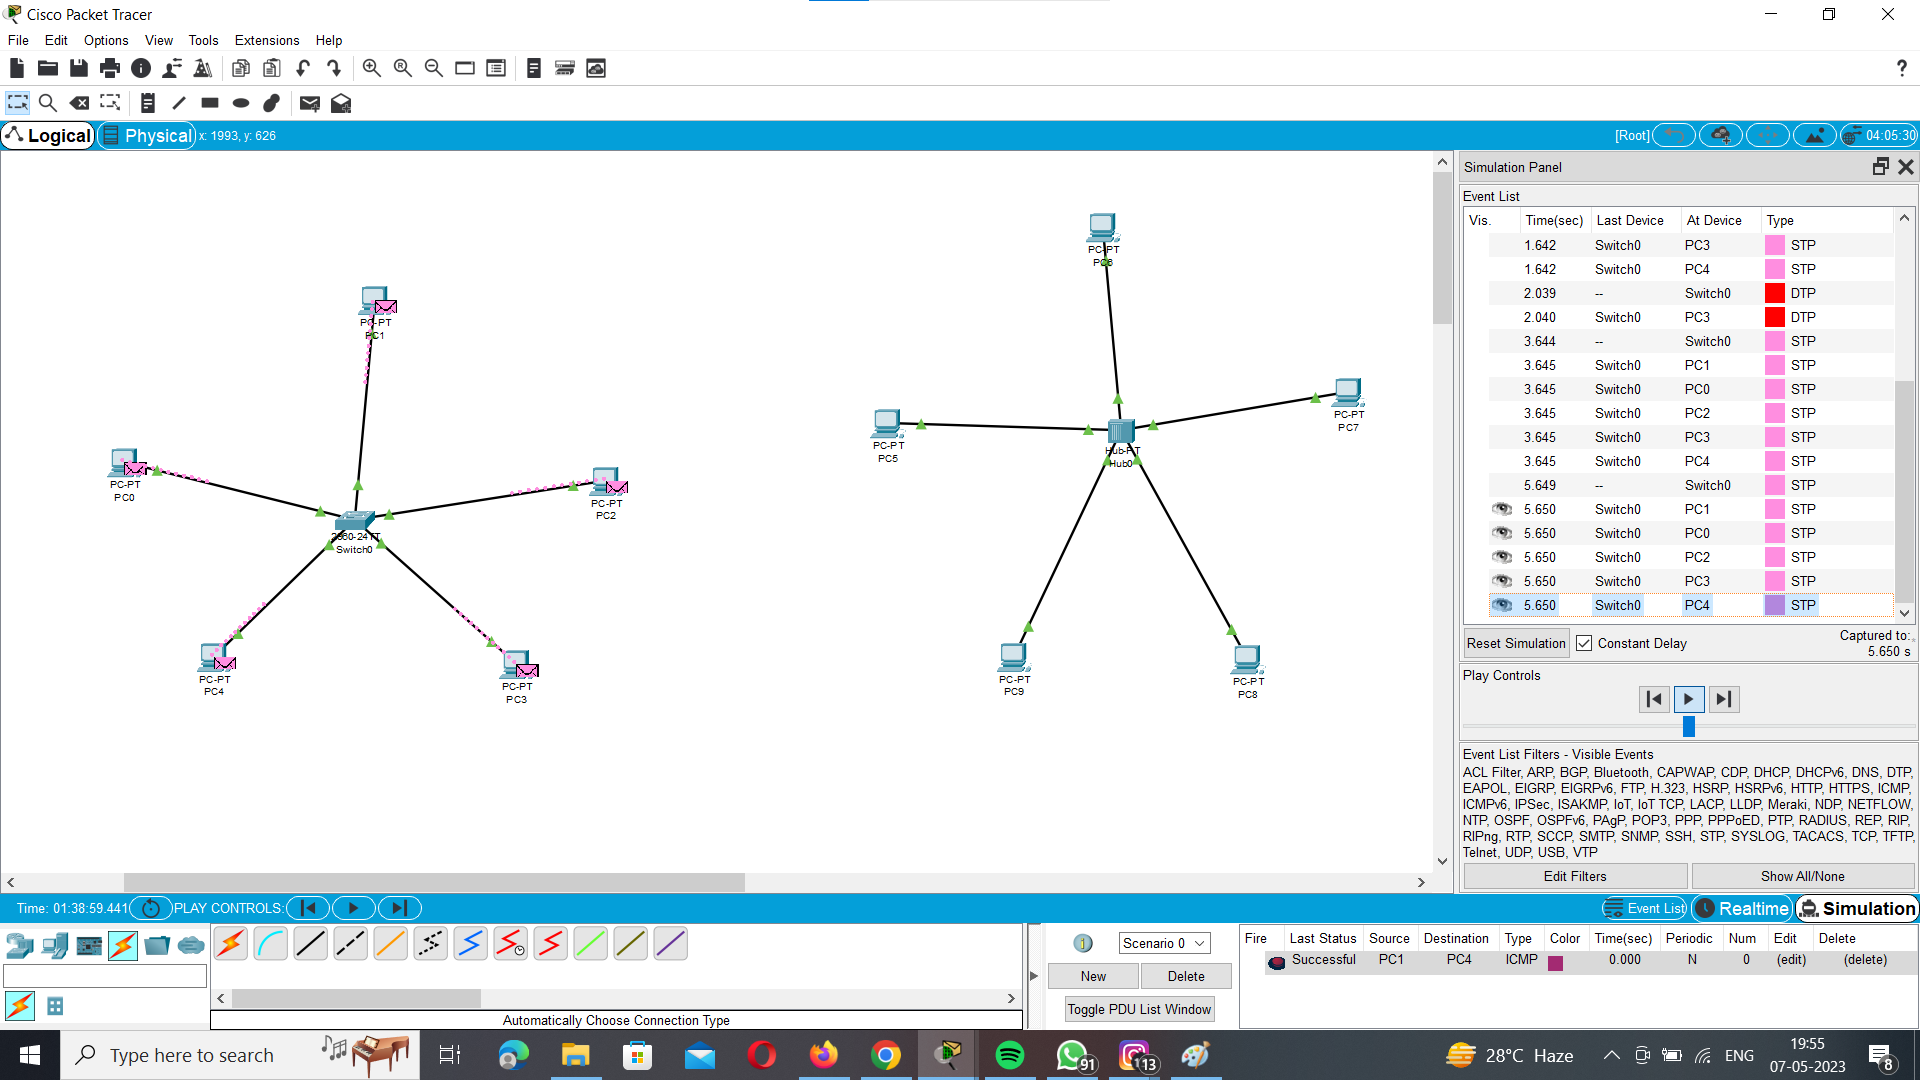 Cisco Packet Tracer
File Edit Options View Tools Extensions Help
Logical Physical x: 1993, y: 626 [Root] 04:05:30
PC-PT
PC1
PC-PT
PC0
PC-PT
PC2
2960-24TT
Switch0
PC-PT
PC4
PC-PT
PC3
PC-PT
PC6
PC-PT
PC5
PC-PT
PC7
Hub-PT
Hub0
PC-PT
PC9
PC-PT
PC8
Simulation Panel
Event List
Vis. Time(sec) Last Device At Device Type
1.642 Switch0 PC3 STP
1.642 Switch0 PC4 STP
2.039 -- Switch0 DTP
2.040 Switch0 PC3 DTP
3.644 -- Switch0 STP
3.645 Switch0 PC1 STP
3.645 Switch0 PC0 STP
3.645 Switch0 PC2 STP
3.645 Switch0 PC3 STP
3.645 Switch0 PC4 STP
5.649 -- Switch0 STP
5.650 Switch0 PC1 STP
5.650 Switch0 PC0 STP
5.650 Switch0 PC2 STP
5.650 Switch0 PC3 STP
5.650 Switch0 PC4 STP
Reset Simulation Constant Delay Captured to:
5.650 s
Play Controls
Event List Filters - Visible Events
ACL Filter, ARP, BGP, Bluetooth, CAPWAP, CDP, DHCP, DHCPv6, DNS, DTP,
EAPOL, EIGRP, EIGRPv6, FTP, H.323, HSRP, HSRPv6, HTTP, HTTPS, ICMP,
ICMPv6, IPSec, ISAKMP, IoT, IoT TCP, LACP, LLDP, Meraki, NDP, NETFLOW,
NTP, OSPF, OSPFv6, PAgP, POP3, PPP, PPPoED, PTP, RADIUS, REP, RIP,
RIPng, RTP, SCCP, SMTP, SNMP, SSH, STP, SYSLOG, TACACS, TCP, TFTP,
Telnet, UDP, USB, VTP
Edit Filters Show All/None
Time: 01:38:59.441 PLAY CONTROLS: Event List Realtime Simulation
Scenario 0
New Delete
Toggle PDU List Window
Fire Last Status Source Destination Type Color Time(sec) Periodic Num Edit Delete
Successful PC1 PC4 ICMP 0.000 N 0 (edit) (delete)
Automatically Choose Connection Type
Type here to search 91 13 28°C Haze ENG 19:55
07-05-2023 8